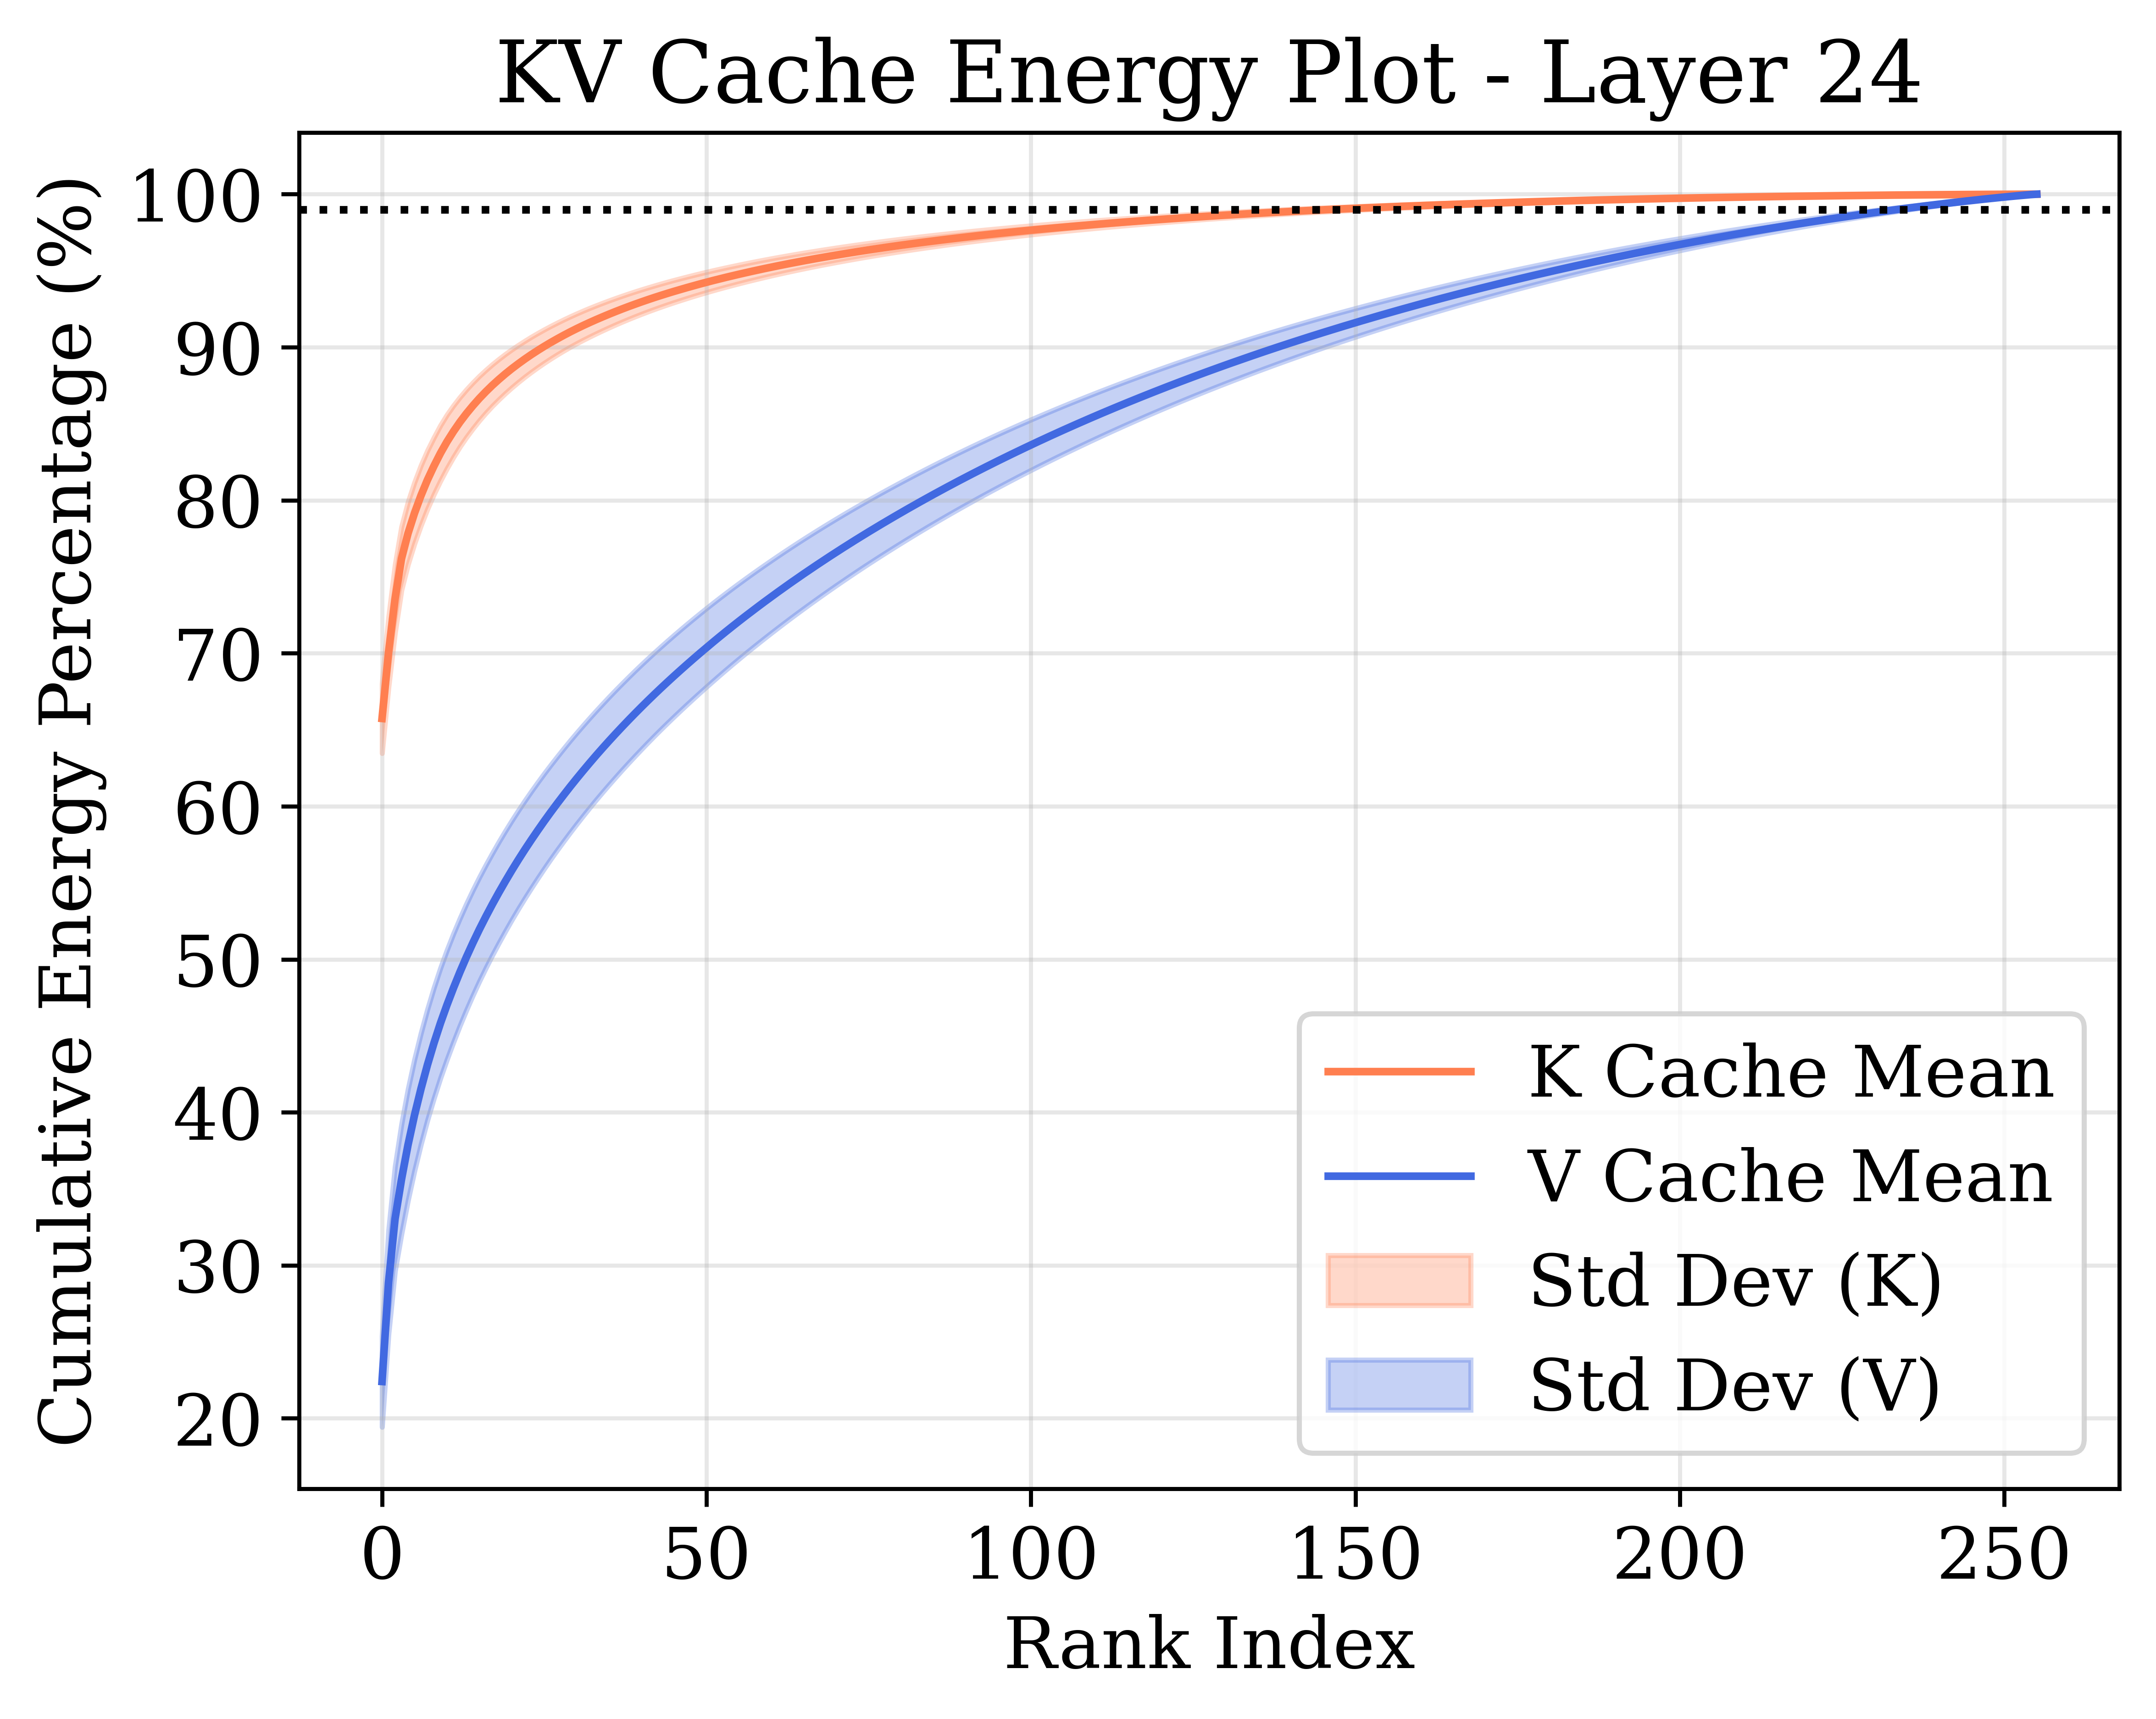 KV Cache Energy Plot - Layer 24
Cumulative Energy Percentage (%)
100
90
80
70
60
50
40
30
20
K Cache Mean
V Cache Mean
Std Dev (K)
Std Dev (V)
0 50 100 150 200 250
Rank Index